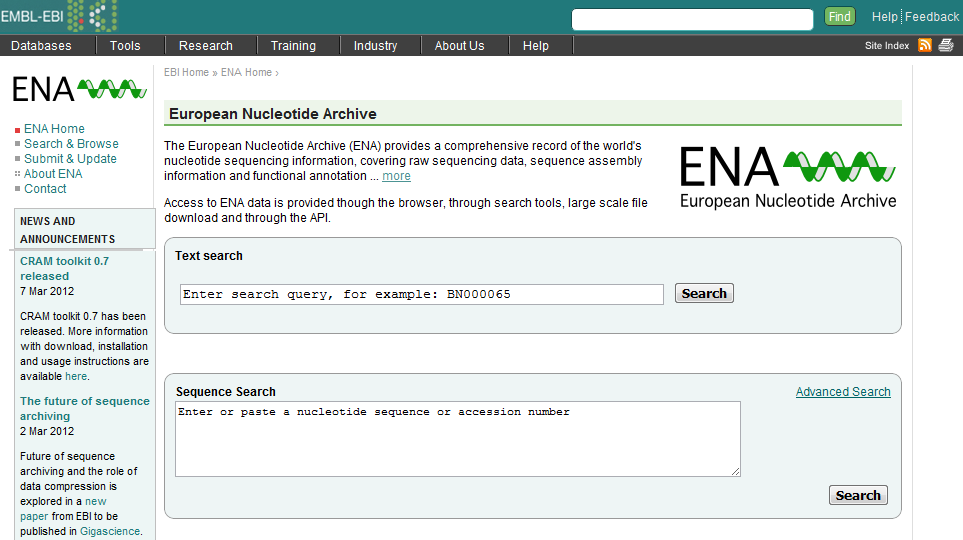 EMBL-EBI
Find
Help Feedback
Databases Tools Research Training Industry About Us Help
Site Index
EBI Home » ENA Home ›
ENA
ENA Home
Search & Browse
Submit & Update
About ENA
Contact
NEWS AND
ANNOUNCEMENTS
CRAM toolkit 0.7
released
7 Mar 2012
CRAM toolkit 0.7 has been
released. More information
with download, installation
and usage instructions are
available here.
The future of sequence
archiving
2 Mar 2012
Future of sequence
archiving and the role of
data compression is
explored in a new
paper from EBI to be
published in Gigascience.
European Nucleotide Archive
The European Nucleotide Archive (ENA) provides a comprehensive record of the world's
nucleotide sequencing information, covering raw sequencing data, sequence assembly
information and functional annotation ... more
Access to ENA data is provided though the browser, through search tools, large scale file
download and through the API.
ENA
European Nucleotide Archive
Text search
Enter search query, for example: BN000065
Search
Sequence Search
Advanced Search
Enter or paste a nucleotide sequence or accession number
Search